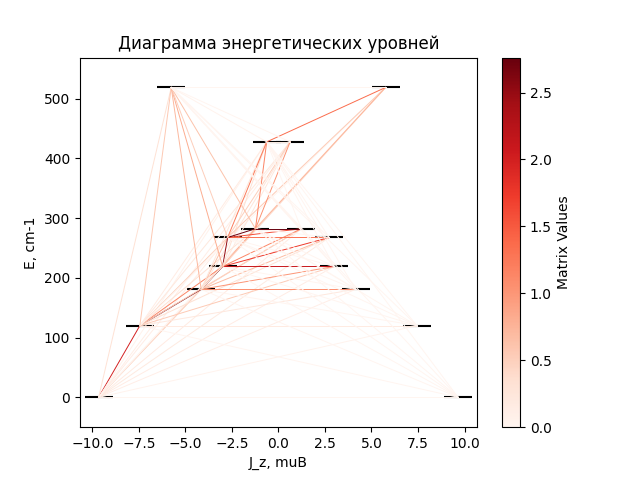 Диаграмма энергетических уровней
500
400
300
200
100
0
E, cm-1
−10.0 −7.5 −5.0 −2.5 0.0 2.5 5.0 7.5 10.0
J_z, muB
2.5
2.0
1.5
1.0
0.5
0.0
Matrix Values